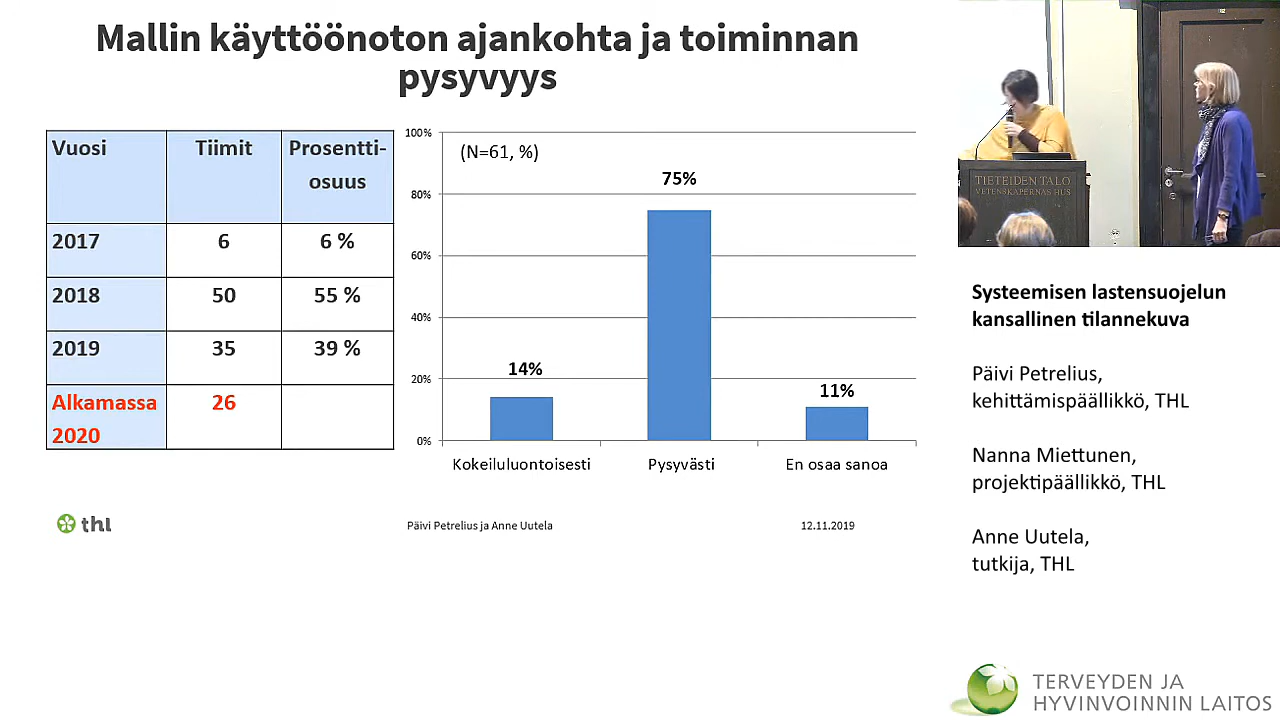 Mallin käyttöönoton ajankohta ja toiminnan
pysyvyys
Vuosi Tiimit Prosentti-
osuus
2017 6 6 %
2018 50 55 %
2019 35 39 %
Alkamassa 26
2020
100%
80%
60%
40%
20%
0%
(N=61, %)
14%
75%
11%
Kokeiluluontoisesti Pysyvästi En osaa sanoa
thl
Päivi Petrelius ja Anne Uutela
12.11.2019
TIETEIDEN TALO
VETENSKAPERNAS HUS
Systeemisen lastensuojelun
kansallinen tilannekuva
Päivi Petrelius,
kehittämispäällikkö, THL
Nanna Miettunen,
projektipäällikkö, THL
Anne Uutela,
tutkija, THL
TERVEYDEN JA
HYVINVOINNIN LAITOS